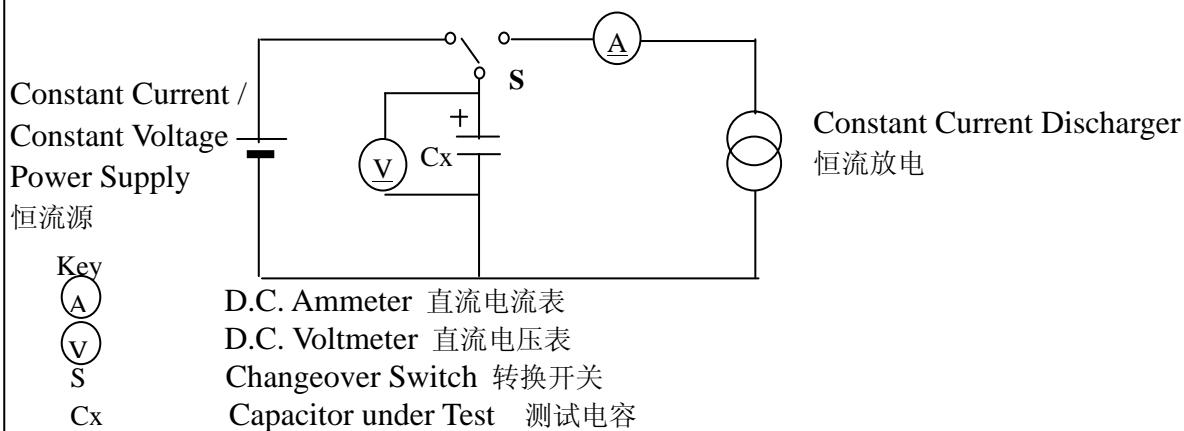 A
S
Constant Current /
Constant Voltage
Power Supply
恒流源
+
V
Cx
Constant Current Discharger
恒流放电
Key
A D.C. Ammeter 直流电流表
V D.C. Voltmeter 直流电压表
S Changeover Switch 转换开关
Cx Capacitor under Test 测试电容